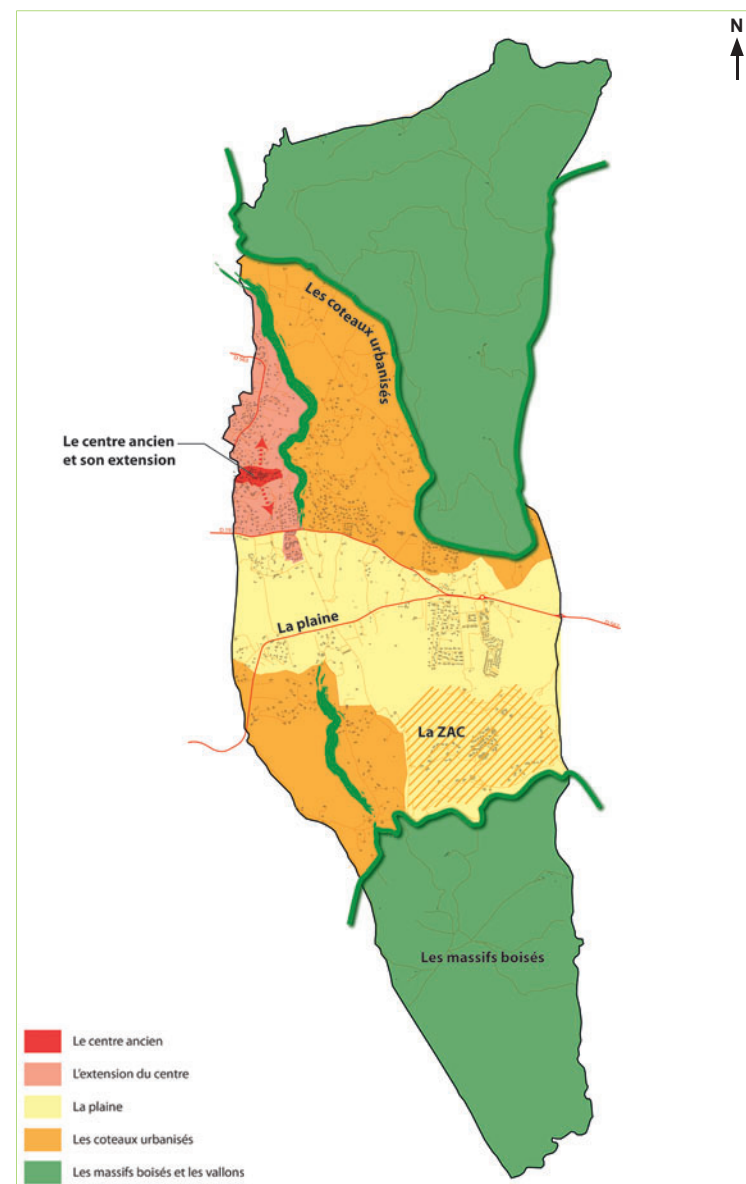 N
Les coteaux urbanisés
Le centre ancien
et son extension
La plaine
La ZAC
Les massifs boisés
Le centre ancien
L'extension du centre
La plaine
Les coteaux urbanisés
Les massifs boisés et les vallons